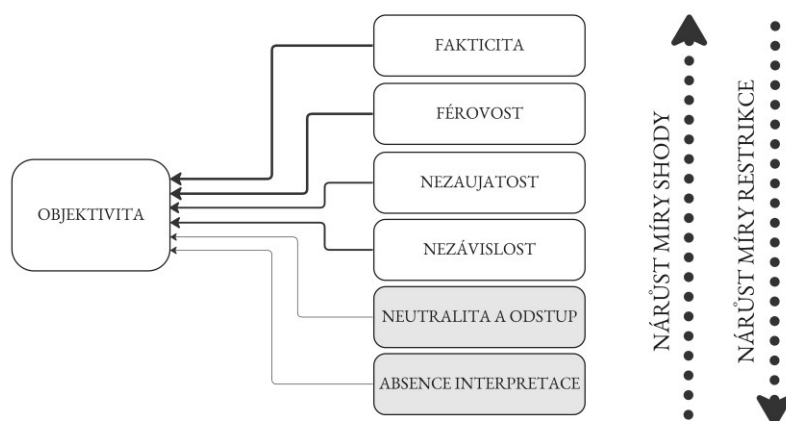 FAKTICITA
FÉROVOST
NEZAUJATOST
OBJEKTIVITA
NEZÁVISLOST
NEUTRALITA A ODSTUP
ABSENCE INTERPRETACE
NÁRŮST MÍRY SHODY
NÁRŮST MÍRY RESTRIKCE